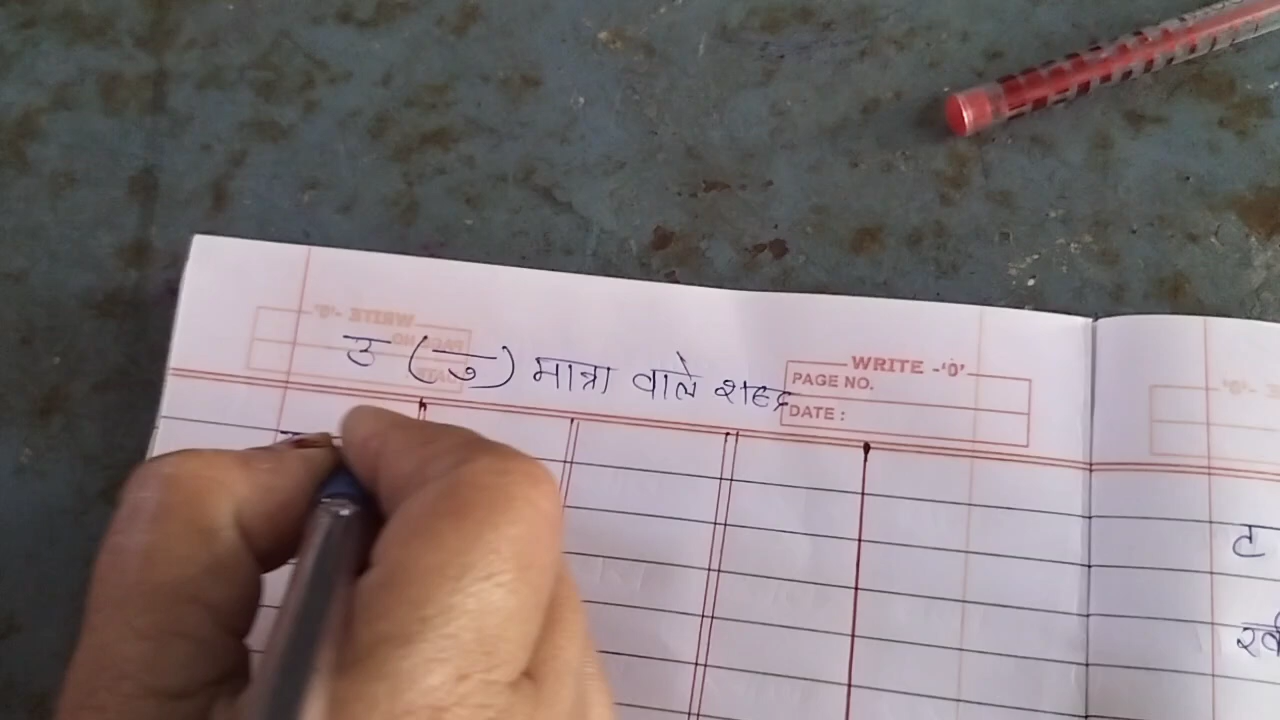 उ ( ु ) मात्रा वाले शब्द
WRITE -'0'
PAGE NO.
DATE :
ट